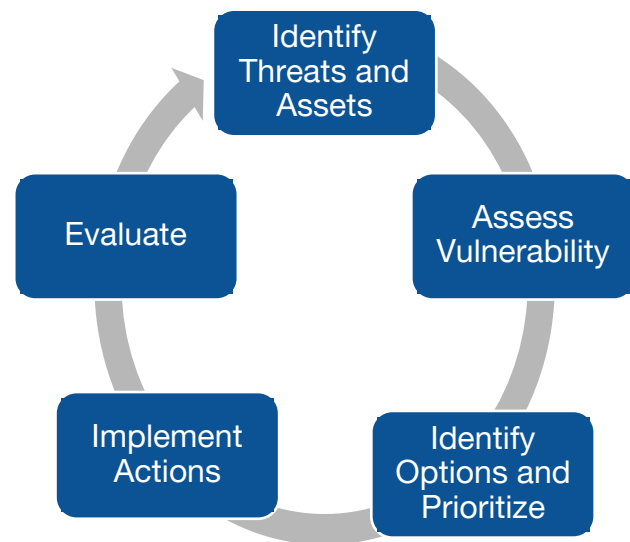 Identify
Threats and
Assets
Assess
Vulnerability
Identify
Options and
Prioritize
Implement
Actions
Evaluate